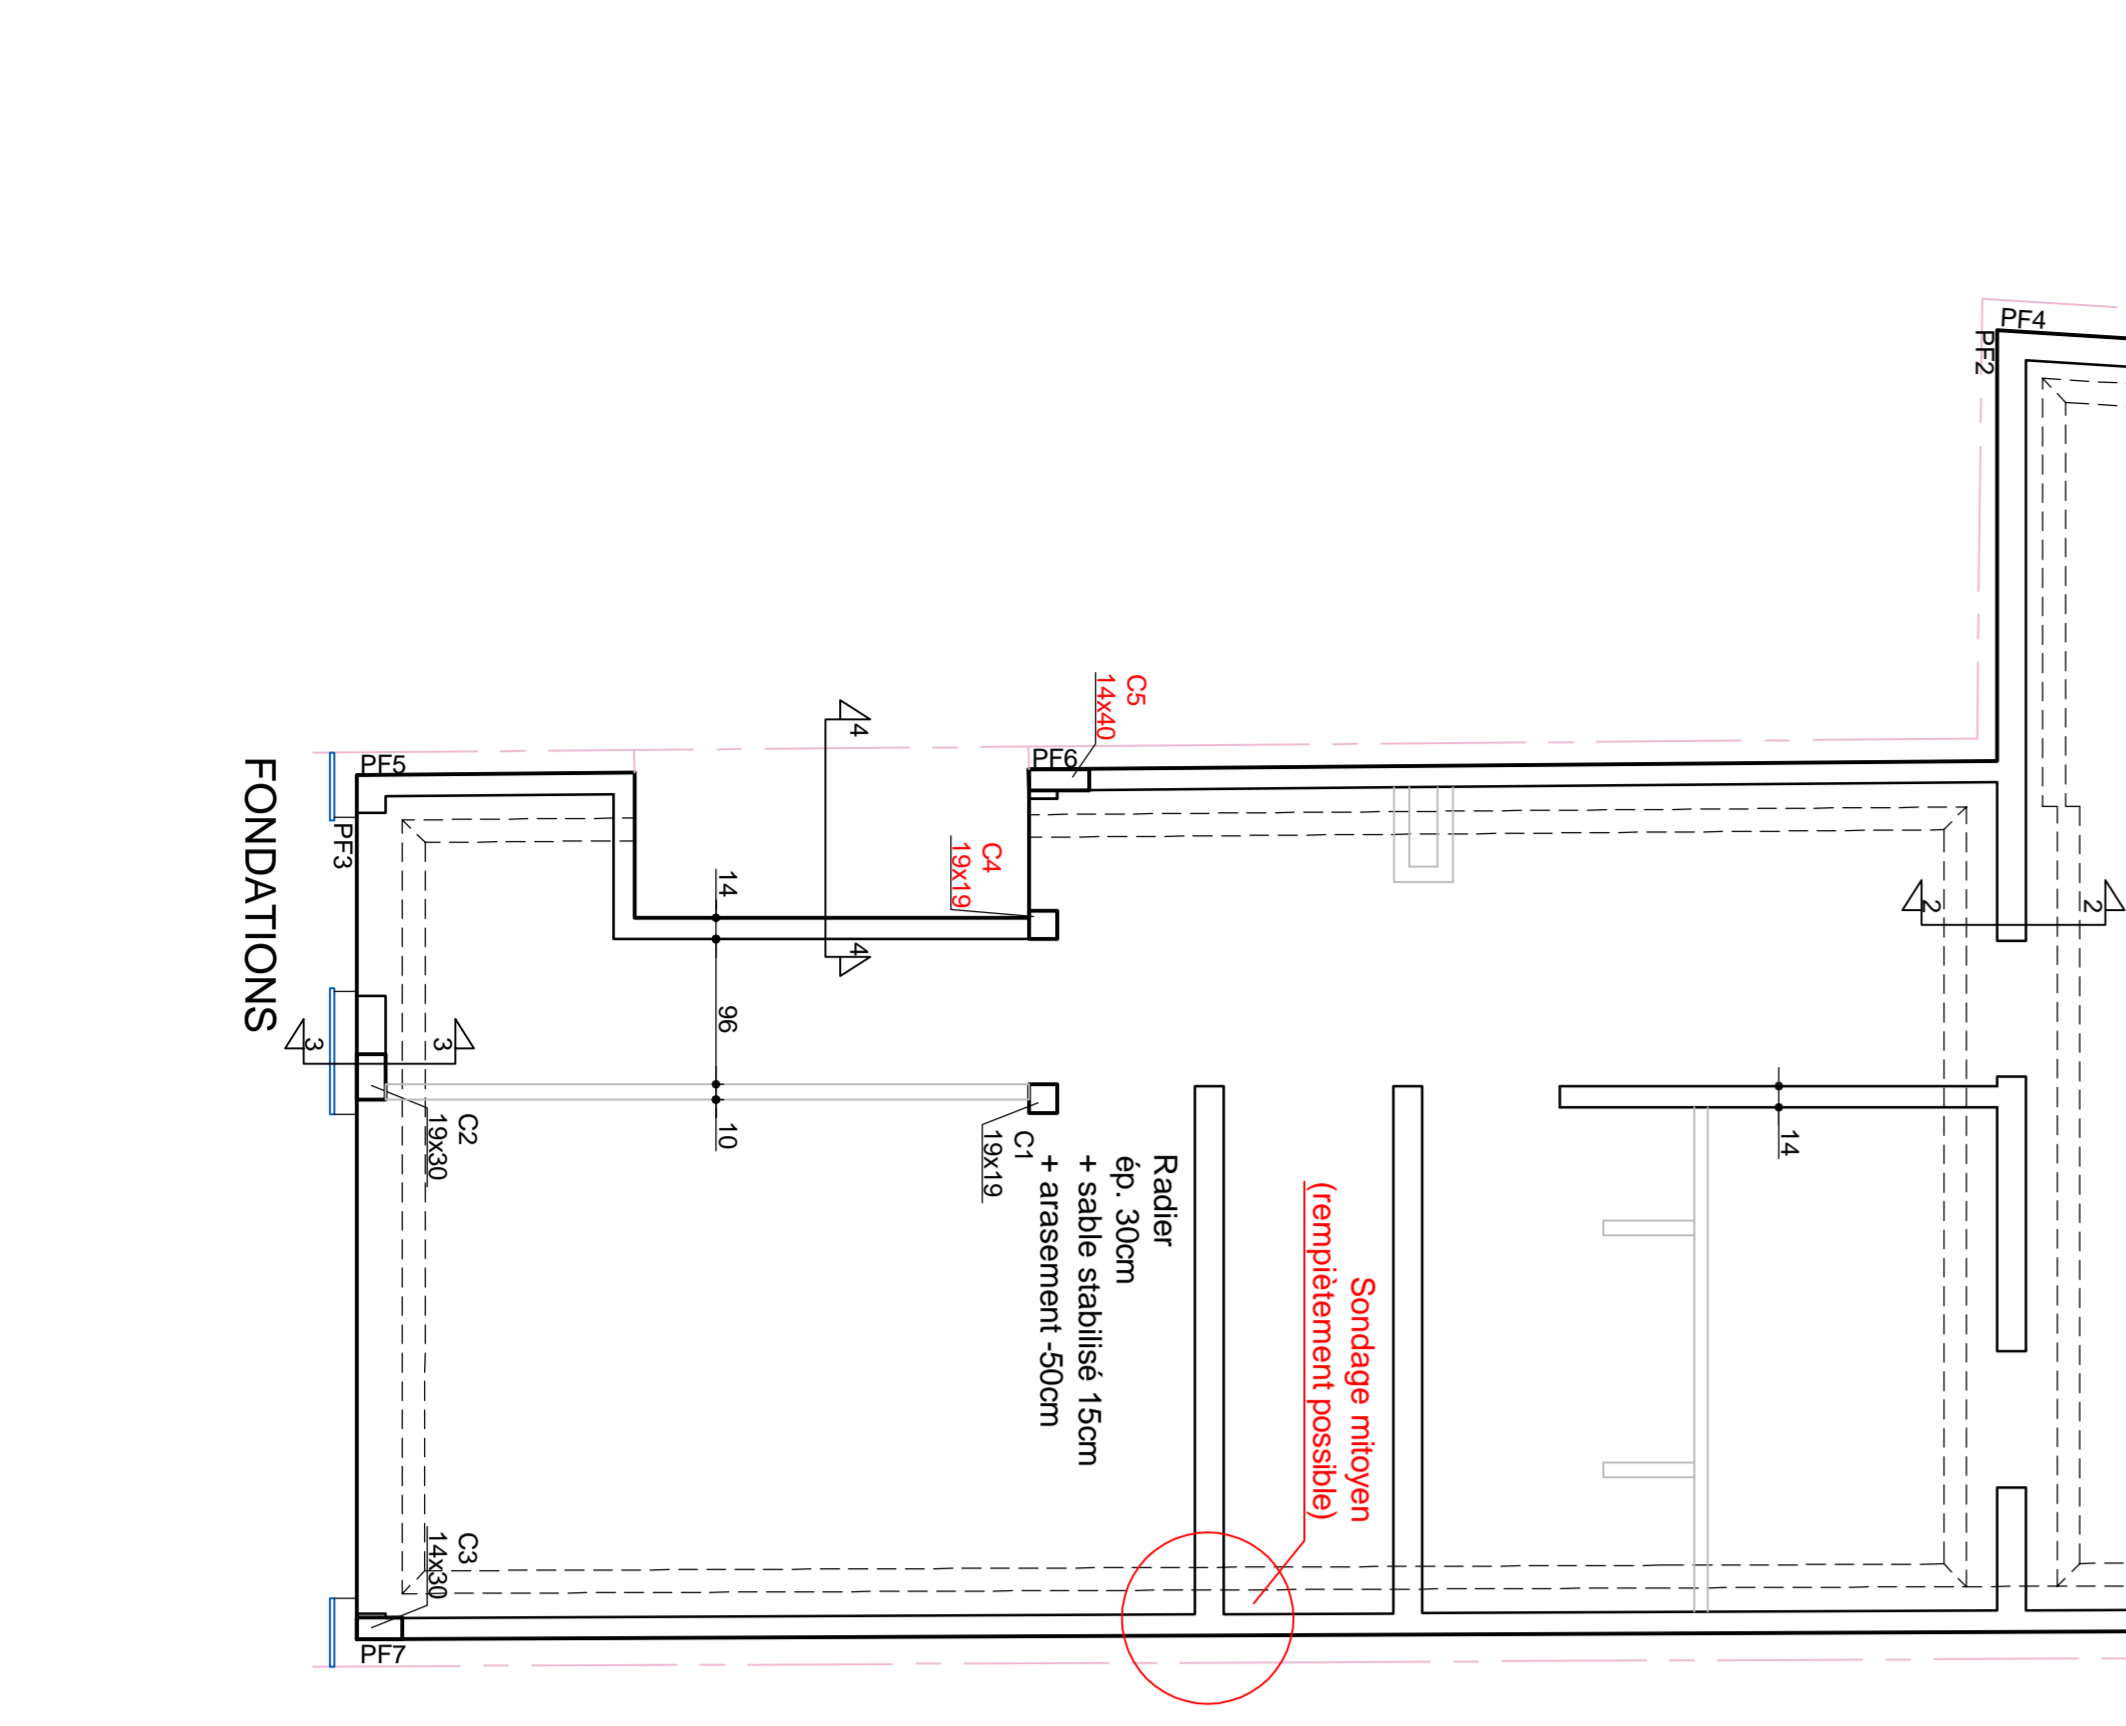 FONDATIONS
PF4
PF2
C5
14x40
PF6
PF5
PF3
4
4
C4
19x19
14
96
10
2
2
3
3
C2
19x30
C1
19x19
14
Radier
ép. 30cm
+ sable stabilisé 15cm
+ arasement -50cm
Sondage mitoyen
(rempiètement possible)
C3
14x30
PF7